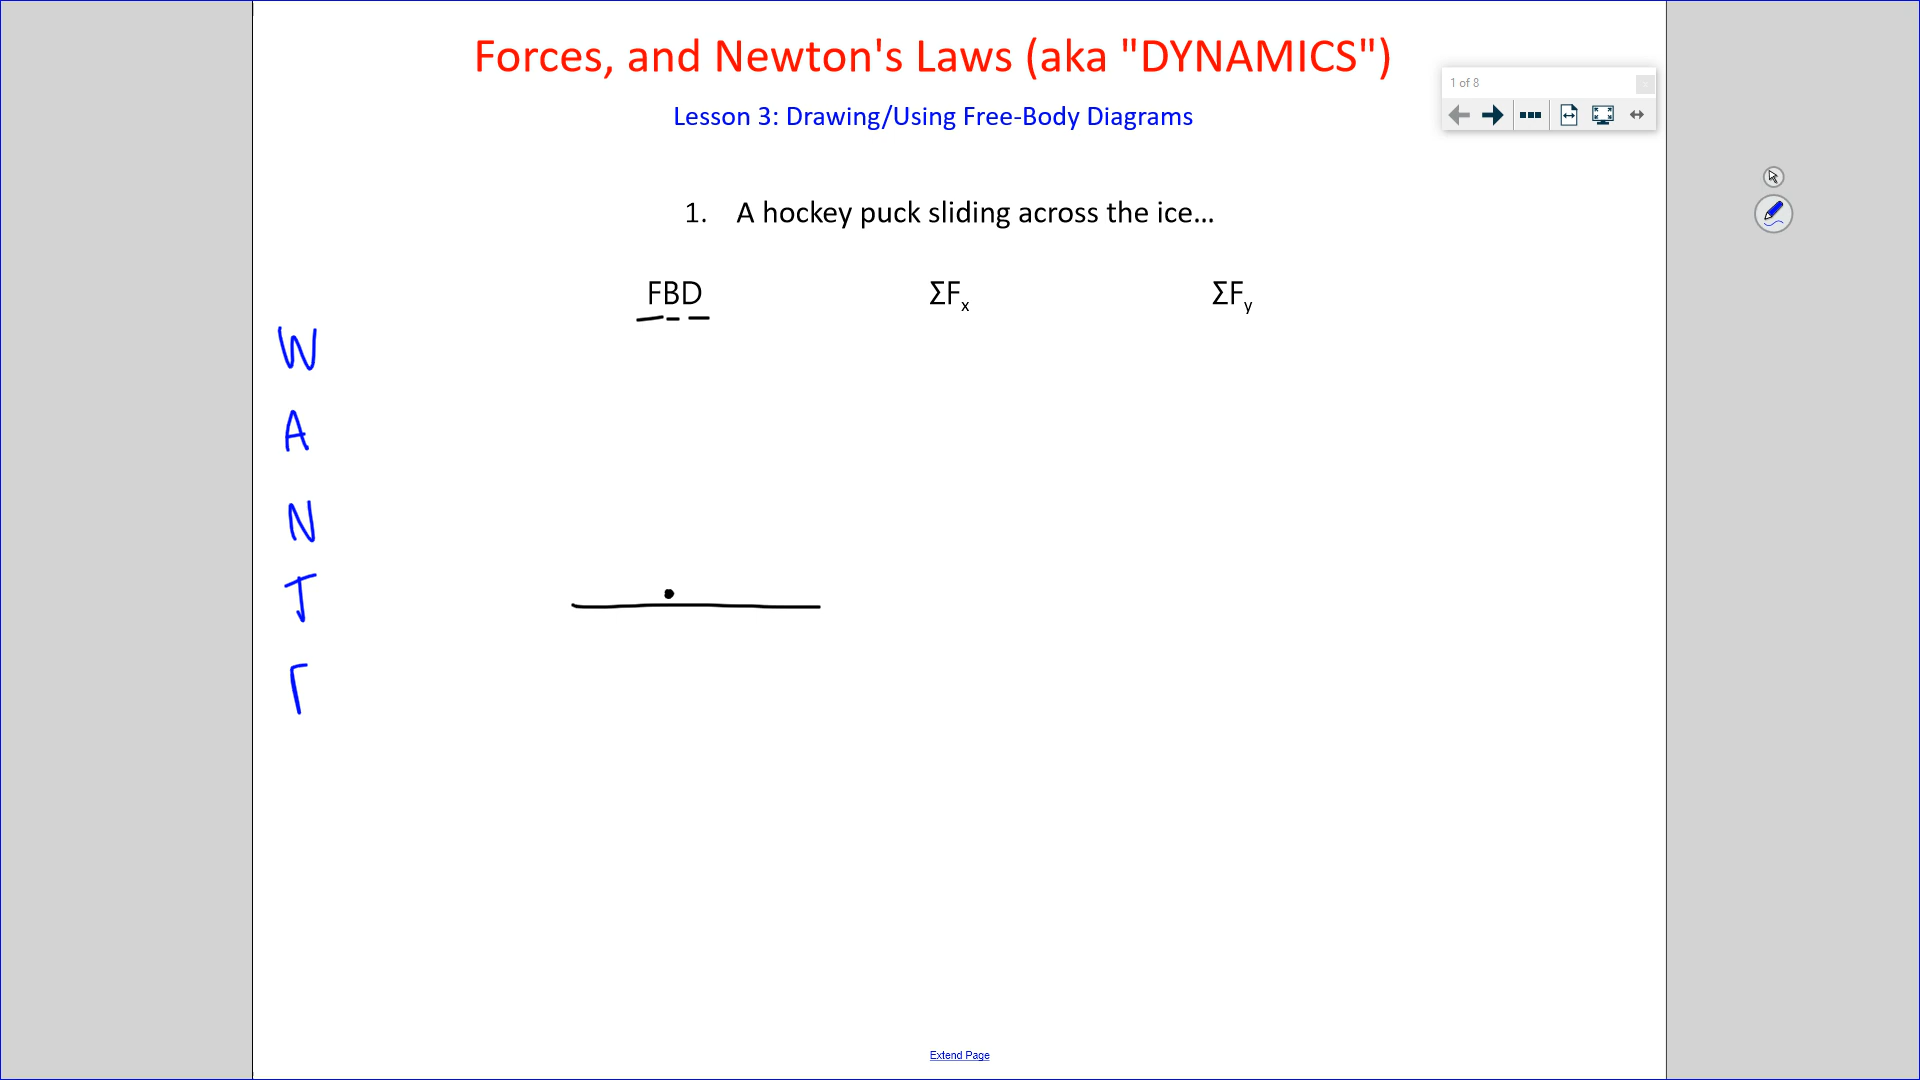 Forces, and Newton's Laws (aka "DYNAMICS")
1 of 8
Lesson 3: Drawing/Using Free-Body Diagrams
1. A hockey puck sliding across the ice...
FBD ΣFx ΣFy
W
A
N
T
Extend Page